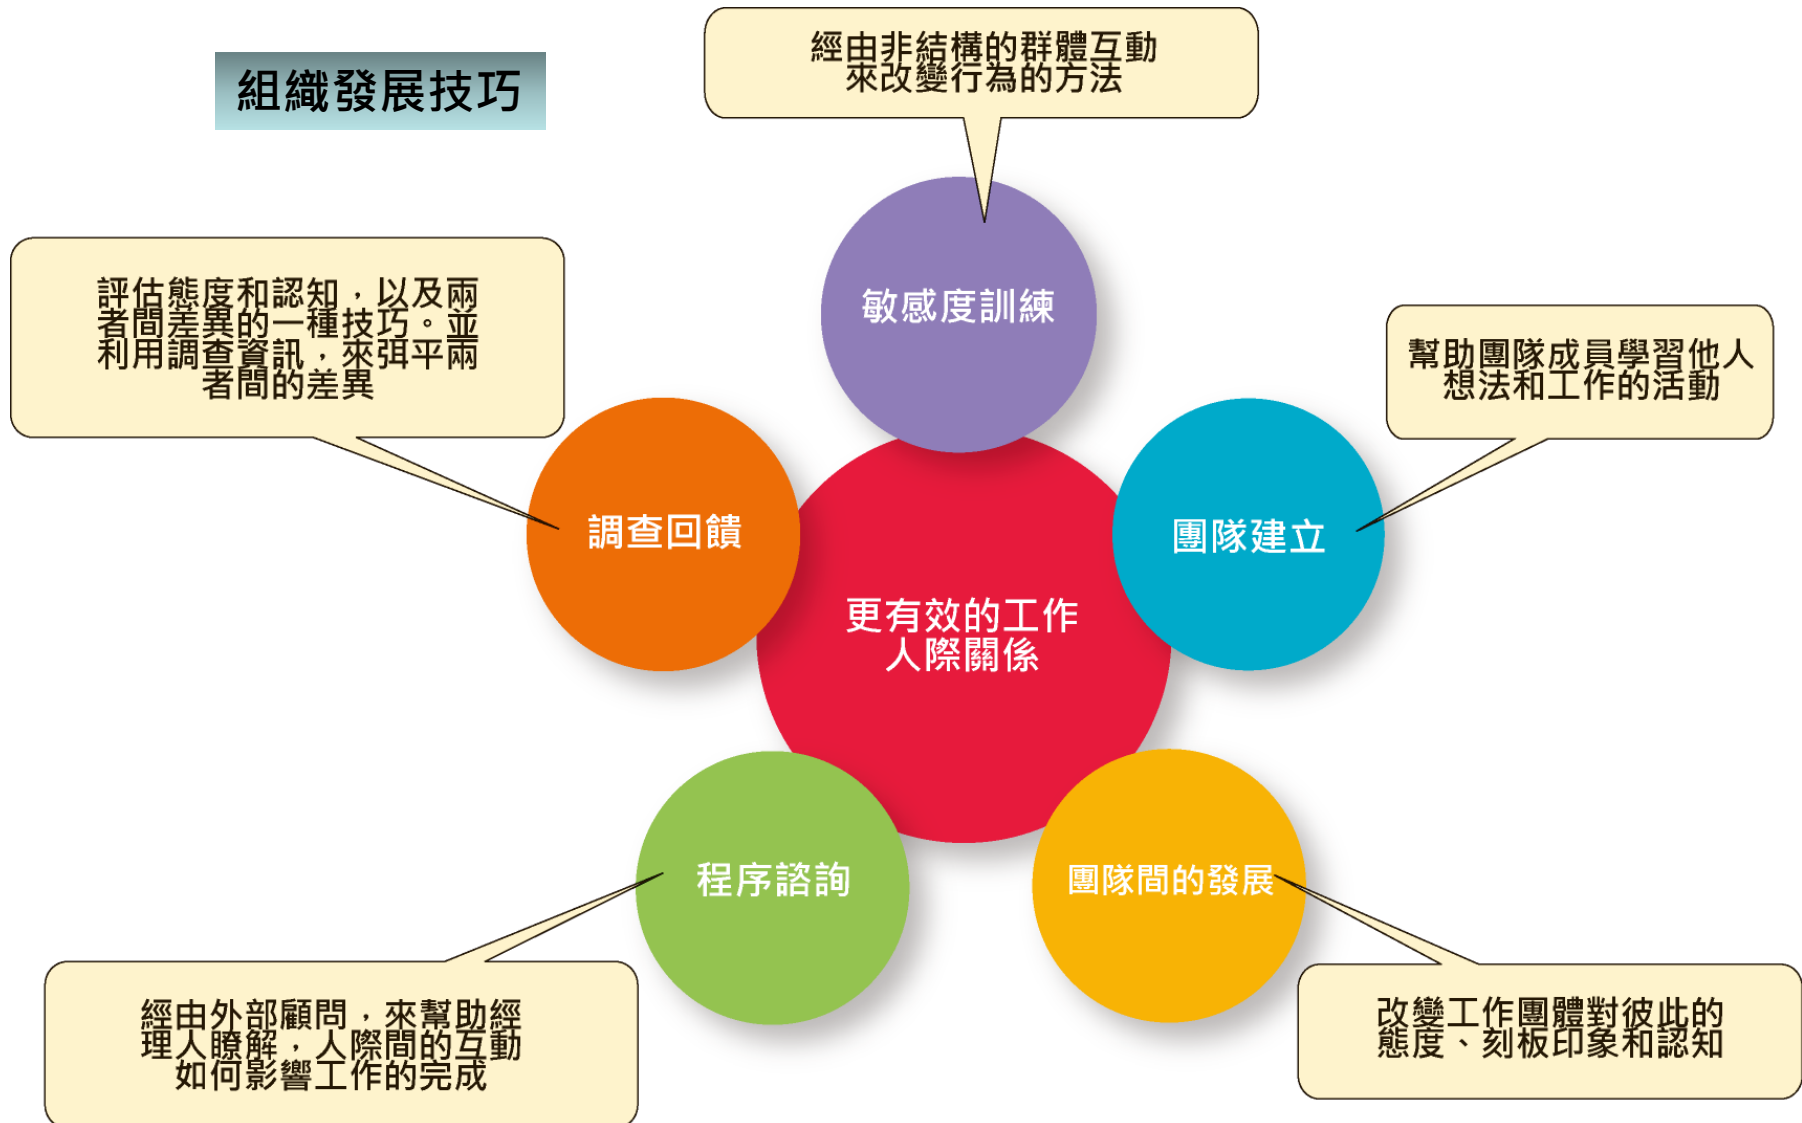 組織發展技巧
經由非結構的群體互動
來改變行為的方法
敏感度訓練
評估態度和認知，以及兩
者間差異的一種技巧。並
利用調查資訊，來弭平兩
者間的差異
調查回饋
幫助團隊成員學習他人
想法和工作的活動
團隊建立
更有效的工作
人際關係
程序諮詢
經由外部顧問，來幫助經
理人瞭解，人際間的互動
如何影響工作的完成
團隊間的發展
改變工作團體對彼此的
態度、刻板印象和認知